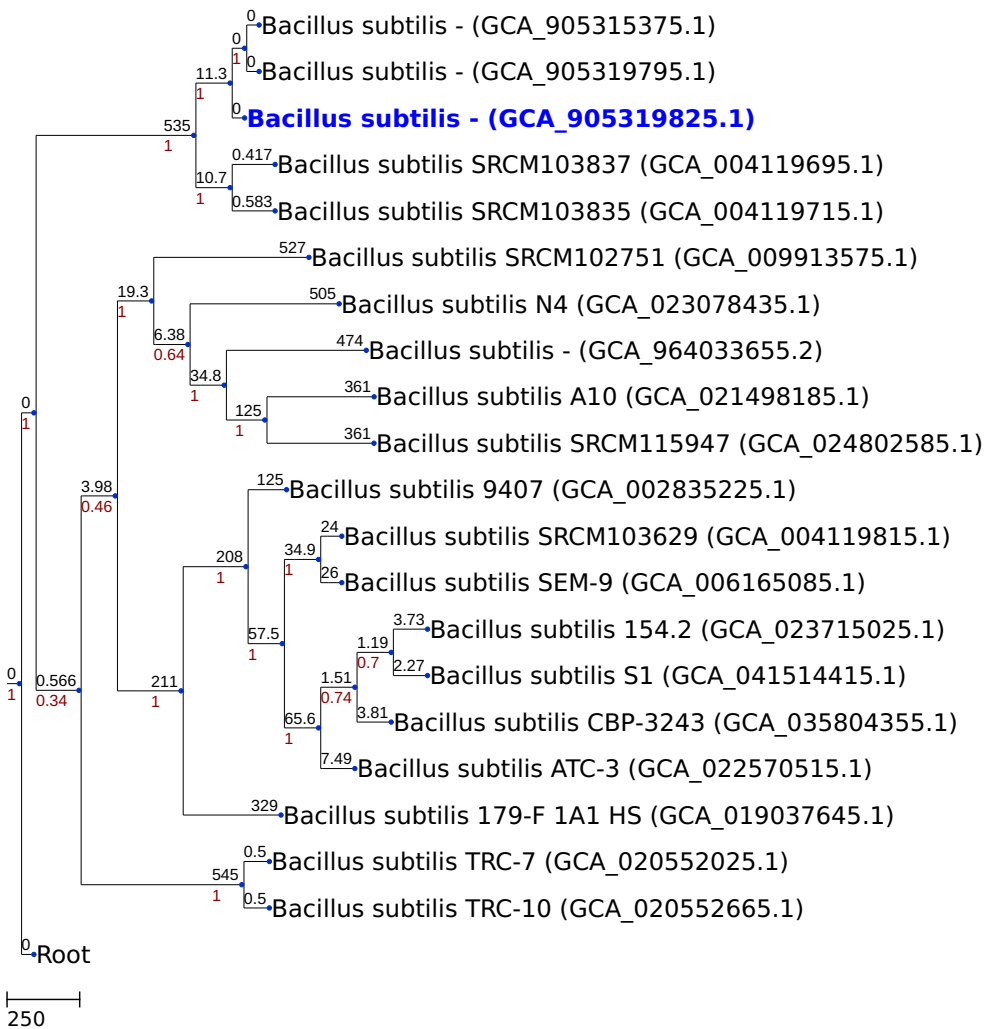 0
Bacillus subtilis - (GCA_905315375.1)
0
1
0
Bacillus subtilis - (GCA_905319795.1)
11.3
1
0
Bacillus subtilis - (GCA_905319825.1)
535
1
0.417
Bacillus subtilis SRCM103837 (GCA_004119695.1)
10.7
1
0.583
Bacillus subtilis SRCM103835 (GCA_004119715.1)
527
Bacillus subtilis SRCM102751 (GCA_009913575.1)
19.3
1
505
Bacillus subtilis N4 (GCA_023078435.1)
6.38
0.64
474
Bacillus subtilis - (GCA_964033655.2)
34.8
1
361
Bacillus subtilis A10 (GCA_021498185.1)
125
1
361
Bacillus subtilis SRCM115947 (GCA_024802585.1)
0
1
3.98
0.46
125
Bacillus subtilis 9407 (GCA_002835225.1)
208
1
24
Bacillus subtilis SRCM103629 (GCA_004119815.1)
34.9
1
26
Bacillus subtilis SEM-9 (GCA_006165085.1)
57.5
1
3.73
Bacillus subtilis 154.2 (GCA_023715025.1)
1.19
0.7
2.27
Bacillus subtilis S1 (GCA_041514415.1)
1.51
0.74
3.81
Bacillus subtilis CBP-3243 (GCA_035804355.1)
65.6
1
7.49
Bacillus subtilis ATC-3 (GCA_022570515.1)
0
1
0.566
0.34
211
1
329
Bacillus subtilis 179-F 1A1 HS (GCA_019037645.1)
0.5
Bacillus subtilis TRC-7 (GCA_020552025.1)
545
1
0.5
Bacillus subtilis TRC-10 (GCA_020552665.1)
0
Root
250